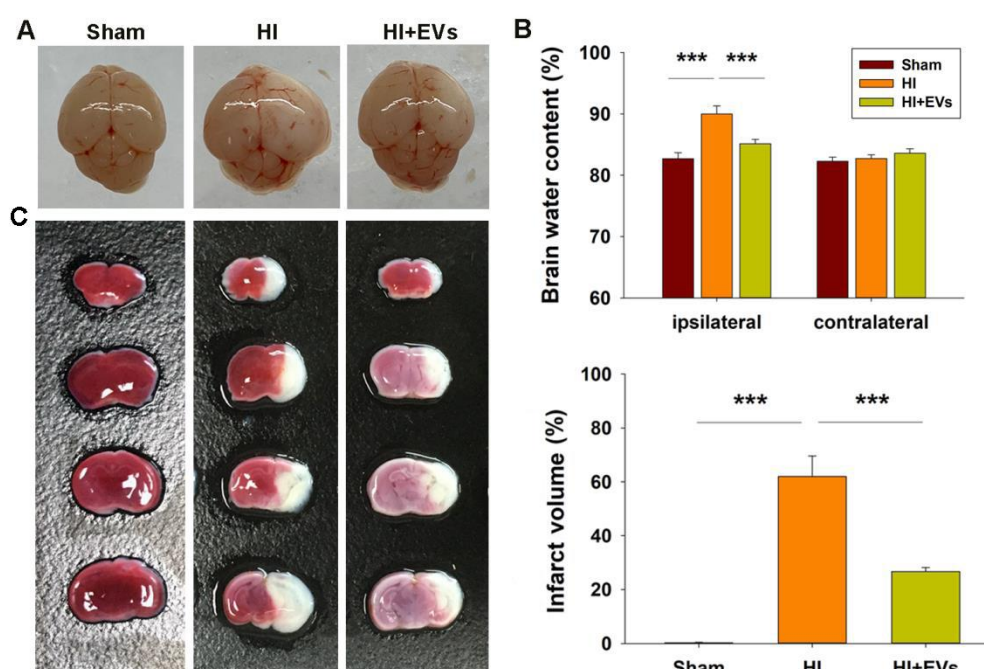 A
Sham
HI
HI+EVs
B
Brain water content (%)
100
90
80
70
60
***
***
Sham
HI
HI+EVs
ipsilateral
contralateral
C
Infarct volume (%)
100
80
60
40
20
0
***
***
Sham
HI
HI+EVs